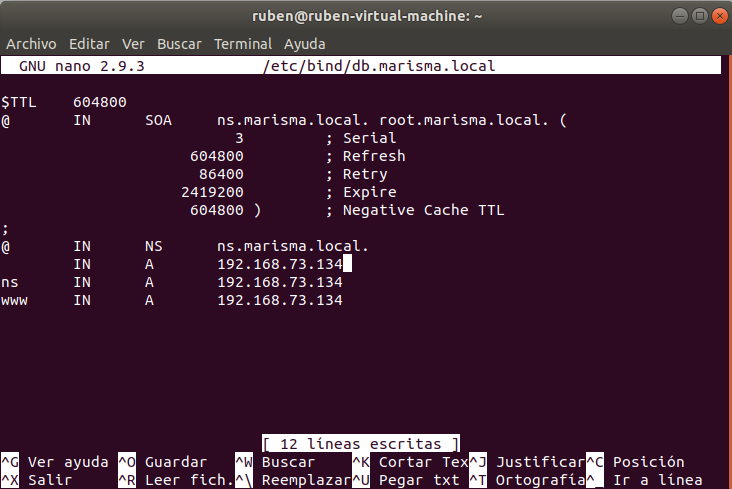 ruben@ruben-virtual-machine: ~
Archivo Editar Ver Buscar Terminal Ayuda
GNU nano 2.9.3 /etc/bind/db.marisma.local
$TTL 604800
@ IN SOA ns.marisma.local. root.marisma.local. (
3 ; Serial
604800 ; Refresh
86400 ; Retry
2419200 ; Expire
604800 ) ; Negative Cache TTL
;
@ IN NS ns.marisma.local.
IN A 192.168.73.134
ns IN A 192.168.73.134
www IN A 192.168.73.134
[ 12 líneas escritas ]
^G Ver ayuda ^O Guardar ^W Buscar ^K Cortar Tex^J Justificar^C Posición
^X Salir ^R Leer fich.^\ Reemplazar^U Pegar txt ^T Ortografía^_ Ir a línea